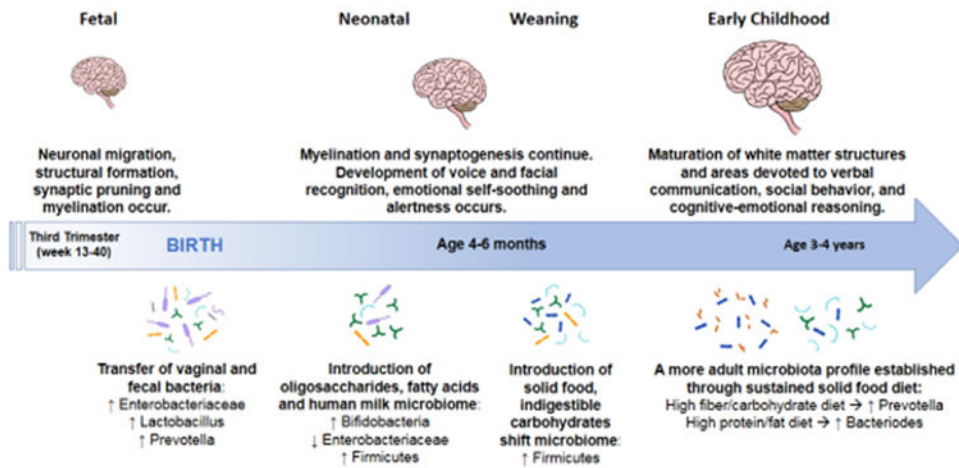 Fetal
Neonatal
Weaning
Early Childhood
Neuronal migration,
structural formation,
synaptic pruning and
myelination occur.
Myelination and synaptogenesis continue.
Development of voice and facial
recognition, emotional self-soothing and
alertness occurs.
Maturation of white matter structures
and areas devoted to verbal
communication, social behavior, and
cognitive-emotional reasoning.
Third Trimester
(week 13-40)
BIRTH
Age 4-6 months
Age 3-4 years
Transfer of vaginal and
fecal bacteria:
↑ Enterobacteriaceae
↑ Lactobacillus
↑ Prevotella
Introduction of
oligosaccharides, fatty acids
and human milk microbiome:
↑ Bifidobacteria
↓ Enterobacteriaceae
↑ Firmicutes
Introduction of
solid food,
indigestible
carbohydrates
shift microbiome:
↑ Firmicutes
A more adult microbiota profile established
through sustained solid food diet:
High fiber/carbohydrate diet → ↑ Prevotella
High protein/fat diet → ↑ Bacteriodes